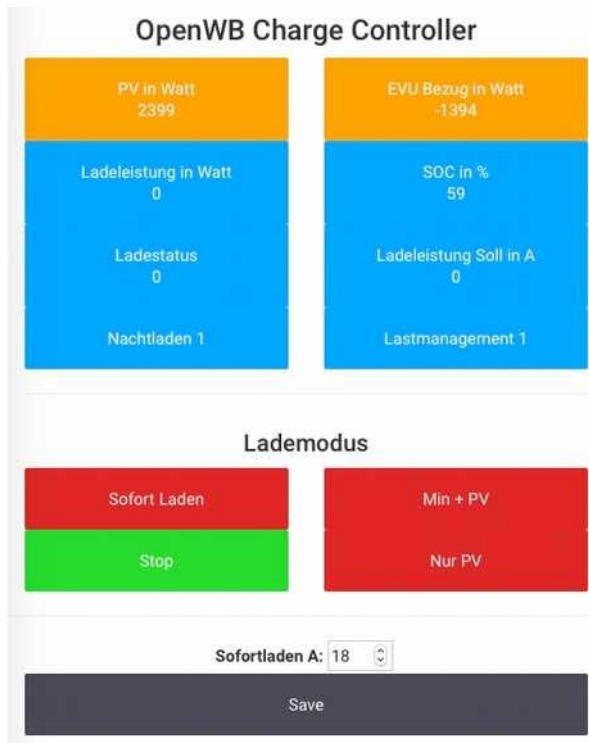 OpenWB Charge Controller
PV in Watt
2399
EVU Bezug in Watt
-1394
Ladeleistung in Watt
0
SOC in %
59
Ladestatus
0
Ladeleistung Soll in A
0
Nachtladen 1
Lastmanagement 1
Lademodus
Sofort Laden
Min + PV
Stop
Nur PV
Sofortladen A: 18
Save